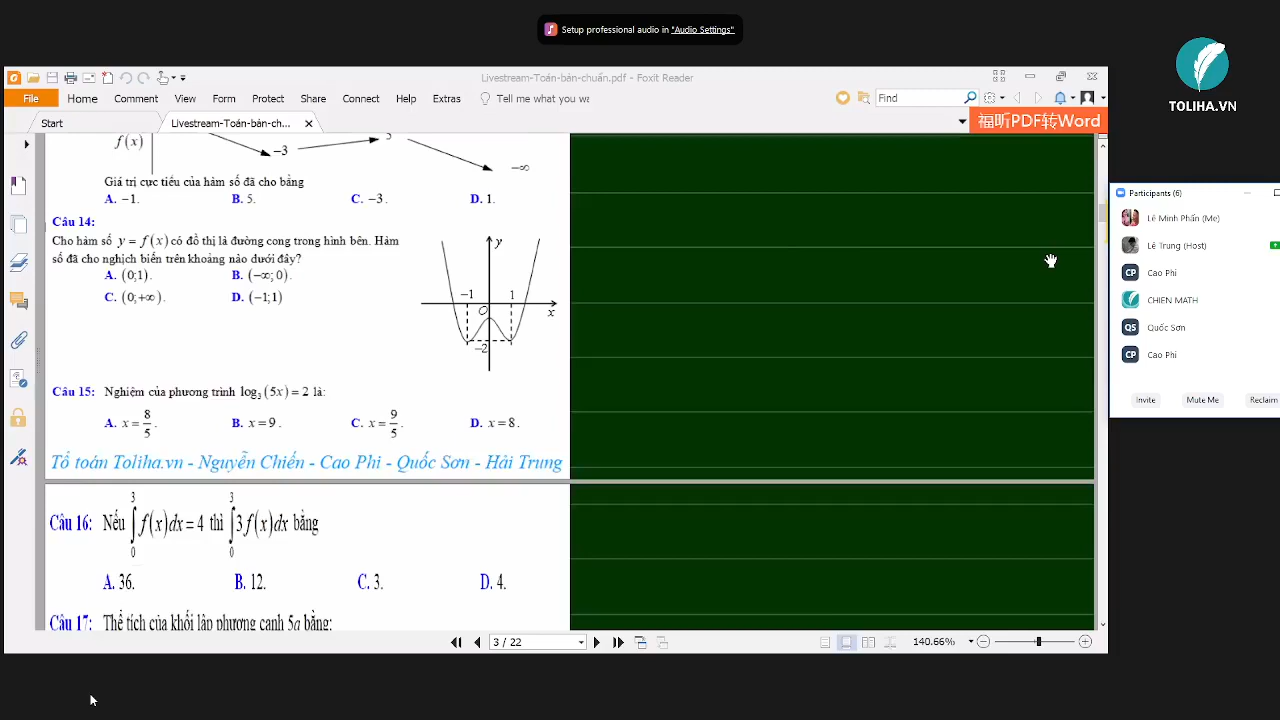 Setup professional audio in "Audio Settings"
TOLIHA.VN
Livestream-Toán-bán-chuẩn.pdf - Foxit Reader
File Home Comment View Form Protect Share Connect Help Extras Tell me what you wa
Find
Start Livestream-Toán-bán-ch...
福昕PDF转Word
f(x)
-3
5
-∞
Giá trị cực tiểu của hàm số đã cho bằng
A. -1. B. 5. C. -3. D. 1.
Câu 14:
Cho hàm số y = f(x) có đồ thị là đường cong trong hình bên. Hàm
số đã cho nghịch biến trên khoảng nào dưới đây?
A. (0;1). B. (-∞;0).
C. (0;+∞). D. (-1;1)
y
-1 1
O
x
-2
Câu 15: Nghiệm của phương trình log₃(5x) = 2 là:
A. x = 8/5. B. x = 9. C. x = 9/5. D. x = 8.
Tổ toán Toliha.vn - Nguyễn Chiến - Cao Phi - Quốc Sơn - Hải Trung
Câu 16: Nếu ∫₀³ f(x)dx = 4 thì ∫₀³ 3f(x)dx bằng
A. 36. B. 12. C. 3. D. 4.
Câu 17: Thể tích của khối lập phương cạnh 5a bằng:
3 / 22
140.66%
Participants (6)
Lê Minh Phấn (Me)
Lê Trung (Host)
CP Cao Phi
CHIEN MATH
QS Quốc Sơn
CP Cao Phi
Invite Mute Me Reclaim